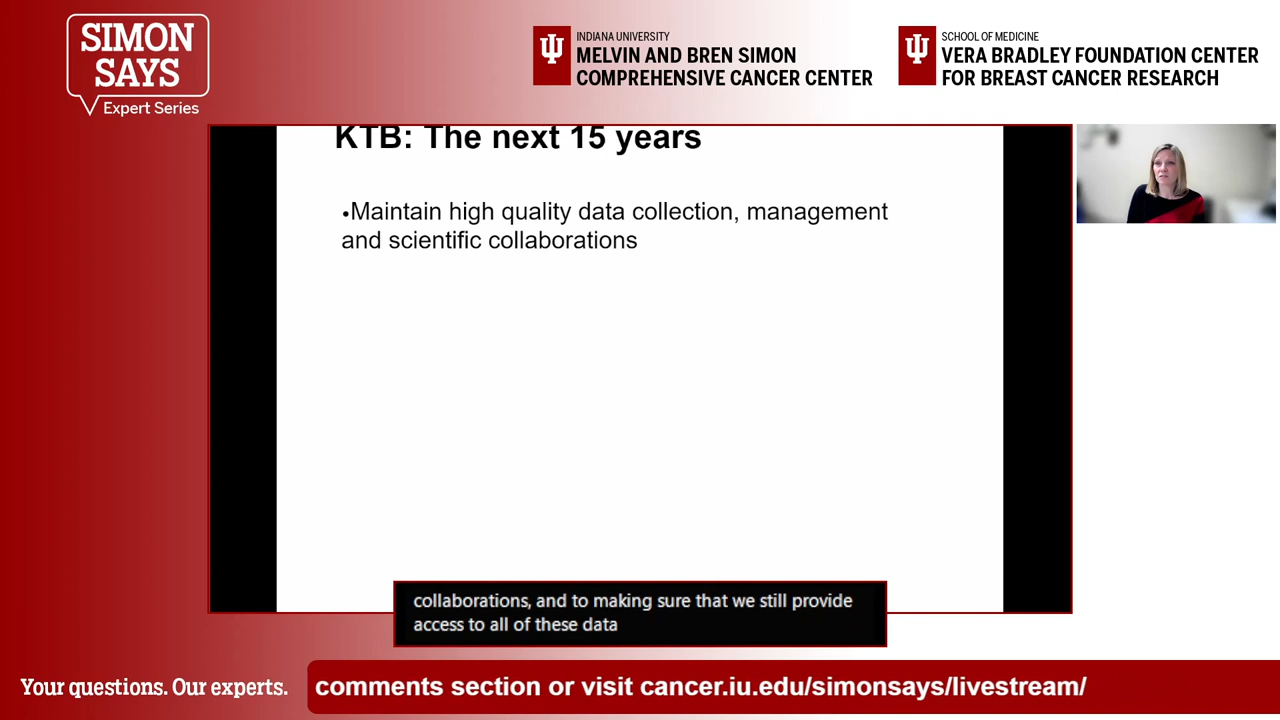 SIMON
SAYS
Expert Series
INDIANA UNIVERSITY
MELVIN AND BREN SIMON
COMPREHENSIVE CANCER CENTER
SCHOOL OF MEDICINE
VERA BRADLEY FOUNDATION CENTER
FOR BREAST CANCER RESEARCH
KTB: The next 15 years
•Maintain high quality data collection, management
and scientific collaborations
collaborations, and to making sure that we still provide
access to all of these data
Your questions. Our experts.
comments section or visit cancer.iu.edu/simonsays/livestream/